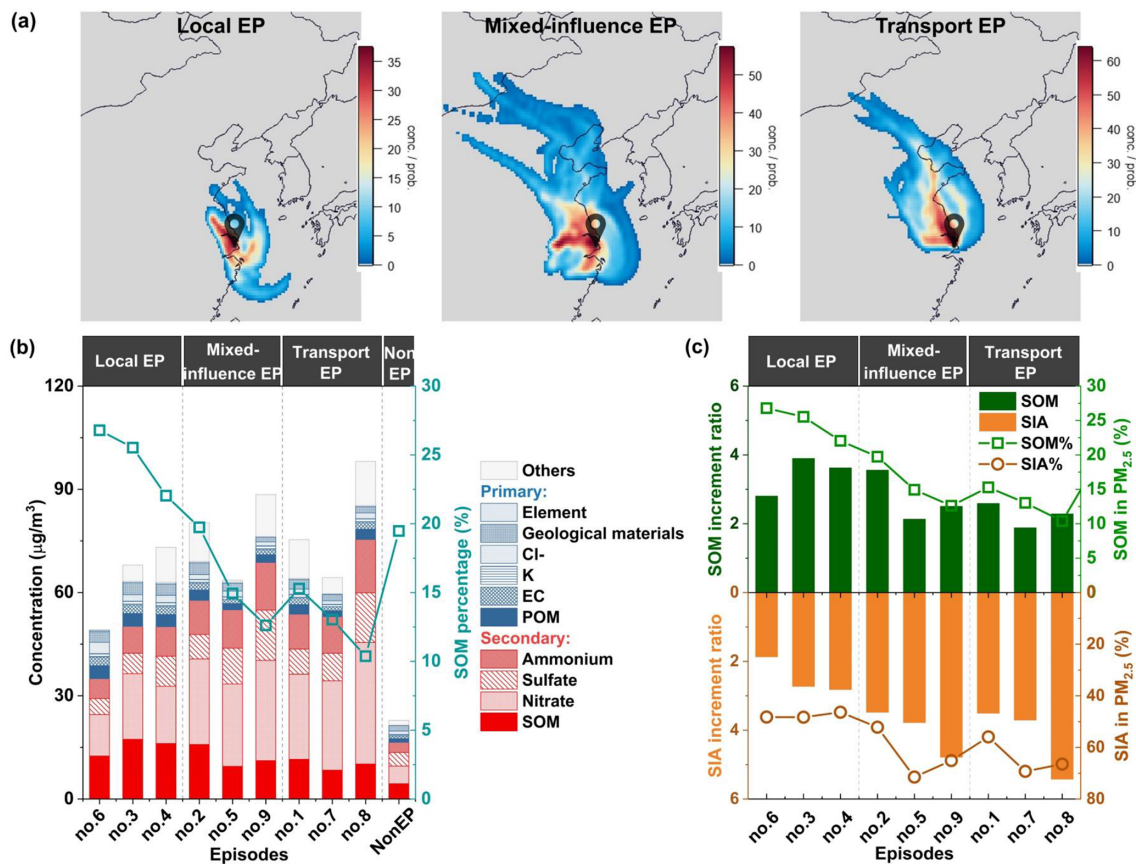 (a)
Local EP
Mixed-influence EP
Transport EP
35
30
25
20
15
10
5
0
conc. / prob.
50
40
30
20
10
0
conc. / prob.
60
50
40
30
20
10
0
conc. / prob.
(b)
Local EP
Mixed-
influence EP
Transport
EP
Non
EP
120
90
60
30
0
Concentration (μg/m³)
30
25
20
15
10
5
0
SOM percentage (%)
no.6
no.3
no.4
no.2
no.5
no.9
no.1
no.7
no.8
NonEP
Episodes
Others
Primary:
Element
Geological materials
Cl-
K
EC
POM
Secondary:
Ammonium
Sulfate
Nitrate
SOM
(c)
Local EP
Mixed-
influence EP
Transport
EP
SOM
SIA
SOM%
SIA%
6
4
2
0
2
4
6
SOM increment ratio
SIA increment ratio
30
25
20
15
10
5
0
20
40
60
80
SOM in PM2.5 (%)
SIA in PM2.5 (%)
no.6
no.3
no.4
no.2
no.5
no.9
no.1
no.7
no.8
Episodes